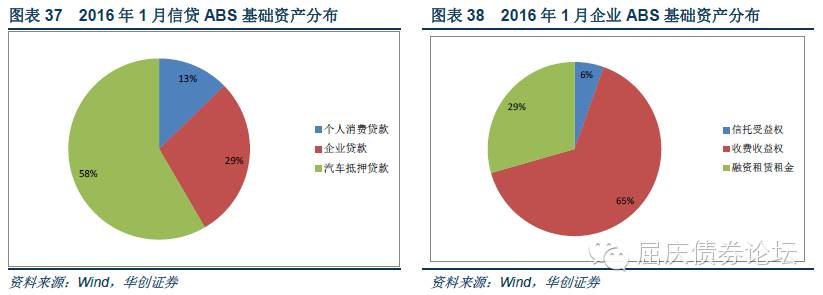 图表 37 2016 年 1 月信贷 ABS 基础资产分布
13%
29%
58%
个人消费贷款
企业贷款
汽车抵押贷款
资料来源：Wind，华创证券
图表 38 2016 年 1 月企业 ABS 基础资产分布
6%
29%
65%
信托受益权
收费收益权
融资租赁租金
屈庆债券论坛
资料来源：Wind，华创证券